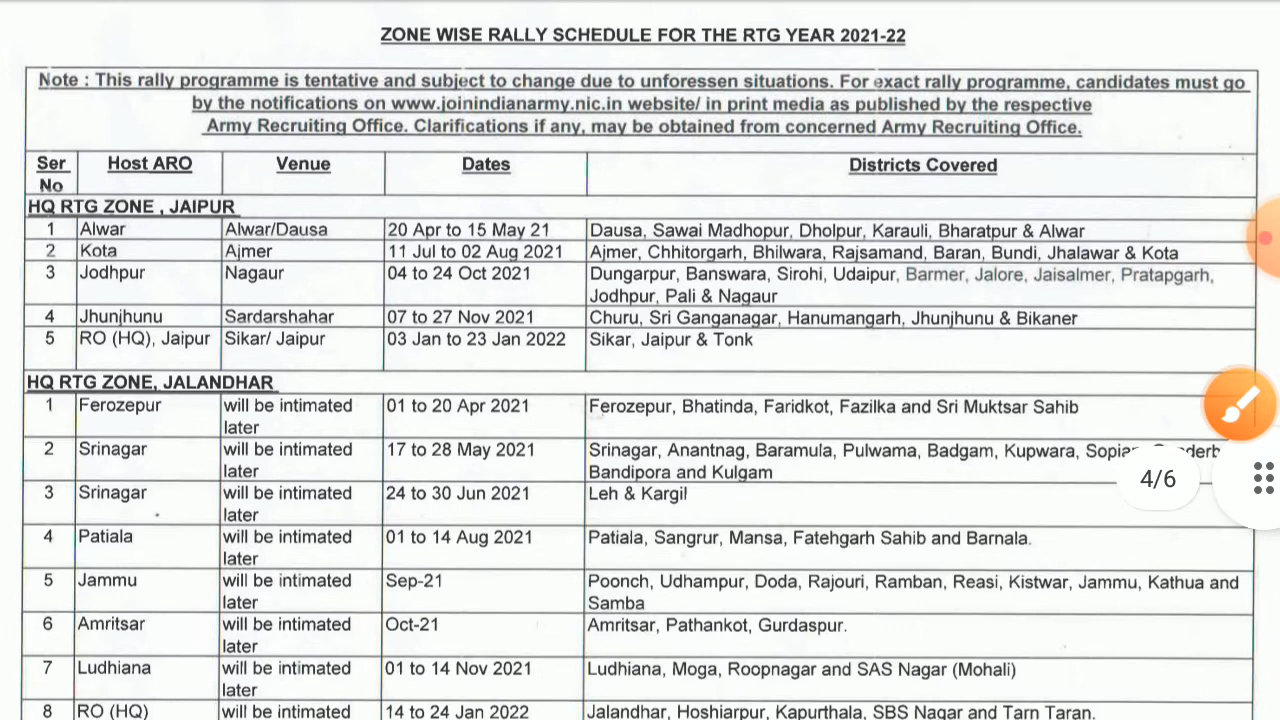 ZONE WISE RALLY SCHEDULE FOR THE RTG YEAR 2021-22
Note : This rally programme is tentative and subject to change due to unforessen situations. For exact rally programme, candidates must go
by the notifications on www.joinindianarmy.nic.in website/ in print media as published by the respective
Army Recruiting Office. Clarifications if any, may be obtained from concerned Army Recruiting Office.
Ser No Host ARO Venue Dates Districts Covered
HQ RTG ZONE , JAIPUR
1 Alwar Alwar/Dausa 20 Apr to 15 May 21 Dausa, Sawai Madhopur, Dholpur, Karauli, Bharatpur & Alwar
2 Kota Ajmer 11 Jul to 02 Aug 2021 Ajmer, Chhitorgarh, Bhilwara, Rajsamand, Baran, Bundi, Jhalawar & Kota
3 Jodhpur Nagaur 04 to 24 Oct 2021 Dungarpur, Banswara, Sirohi, Udaipur, Barmer, Jalore, Jaisalmer, Pratapgarh,
Jodhpur, Pali & Nagaur
4 Jhunjhunu Sardarshahar 07 to 27 Nov 2021 Churu, Sri Ganganagar, Hanumangarh, Jhunjhunu & Bikaner
5 RO (HQ), Jaipur Sikar/ Jaipur 03 Jan to 23 Jan 2022 Sikar, Jaipur & Tonk
HQ RTG ZONE, JALANDHAR
1 Ferozepur will be intimated 01 to 20 Apr 2021 Ferozepur, Bhatinda, Faridkot, Fazilka and Sri Muktsar Sahib
later
2 Srinagar will be intimated 17 to 28 May 2021 Srinagar, Anantnag, Baramula, Pulwama, Badgam, Kupwara,
later Bandipora and Kulgam
3 Srinagar will be intimated 24 to 30 Jun 2021 Leh & Kargil
later
4/6
4 Patiala will be intimated 01 to 14 Aug 2021 Patiala, Sangrur, Mansa, Fatehgarh Sahib and Barnala.
later
5 Jammu will be intimated Sep-21 Poonch, Udhampur, Doda, Rajouri, Ramban, Reasi, Kistwar, Jammu, Kathua and
later Samba
6 Amritsar will be intimated Oct-21 Amritsar, Pathankot, Gurdaspur.
later
7 Ludhiana will be intimated 01 to 14 Nov 2021 Ludhiana, Moga, Roopnagar and SAS Nagar (Mohali)
later
8 RO (HQ) will be intimated 14 to 24 Jan 2022 Jalandhar, Hoshiarpur, Kapurthala, SBS Nagar and Tarn Taran.